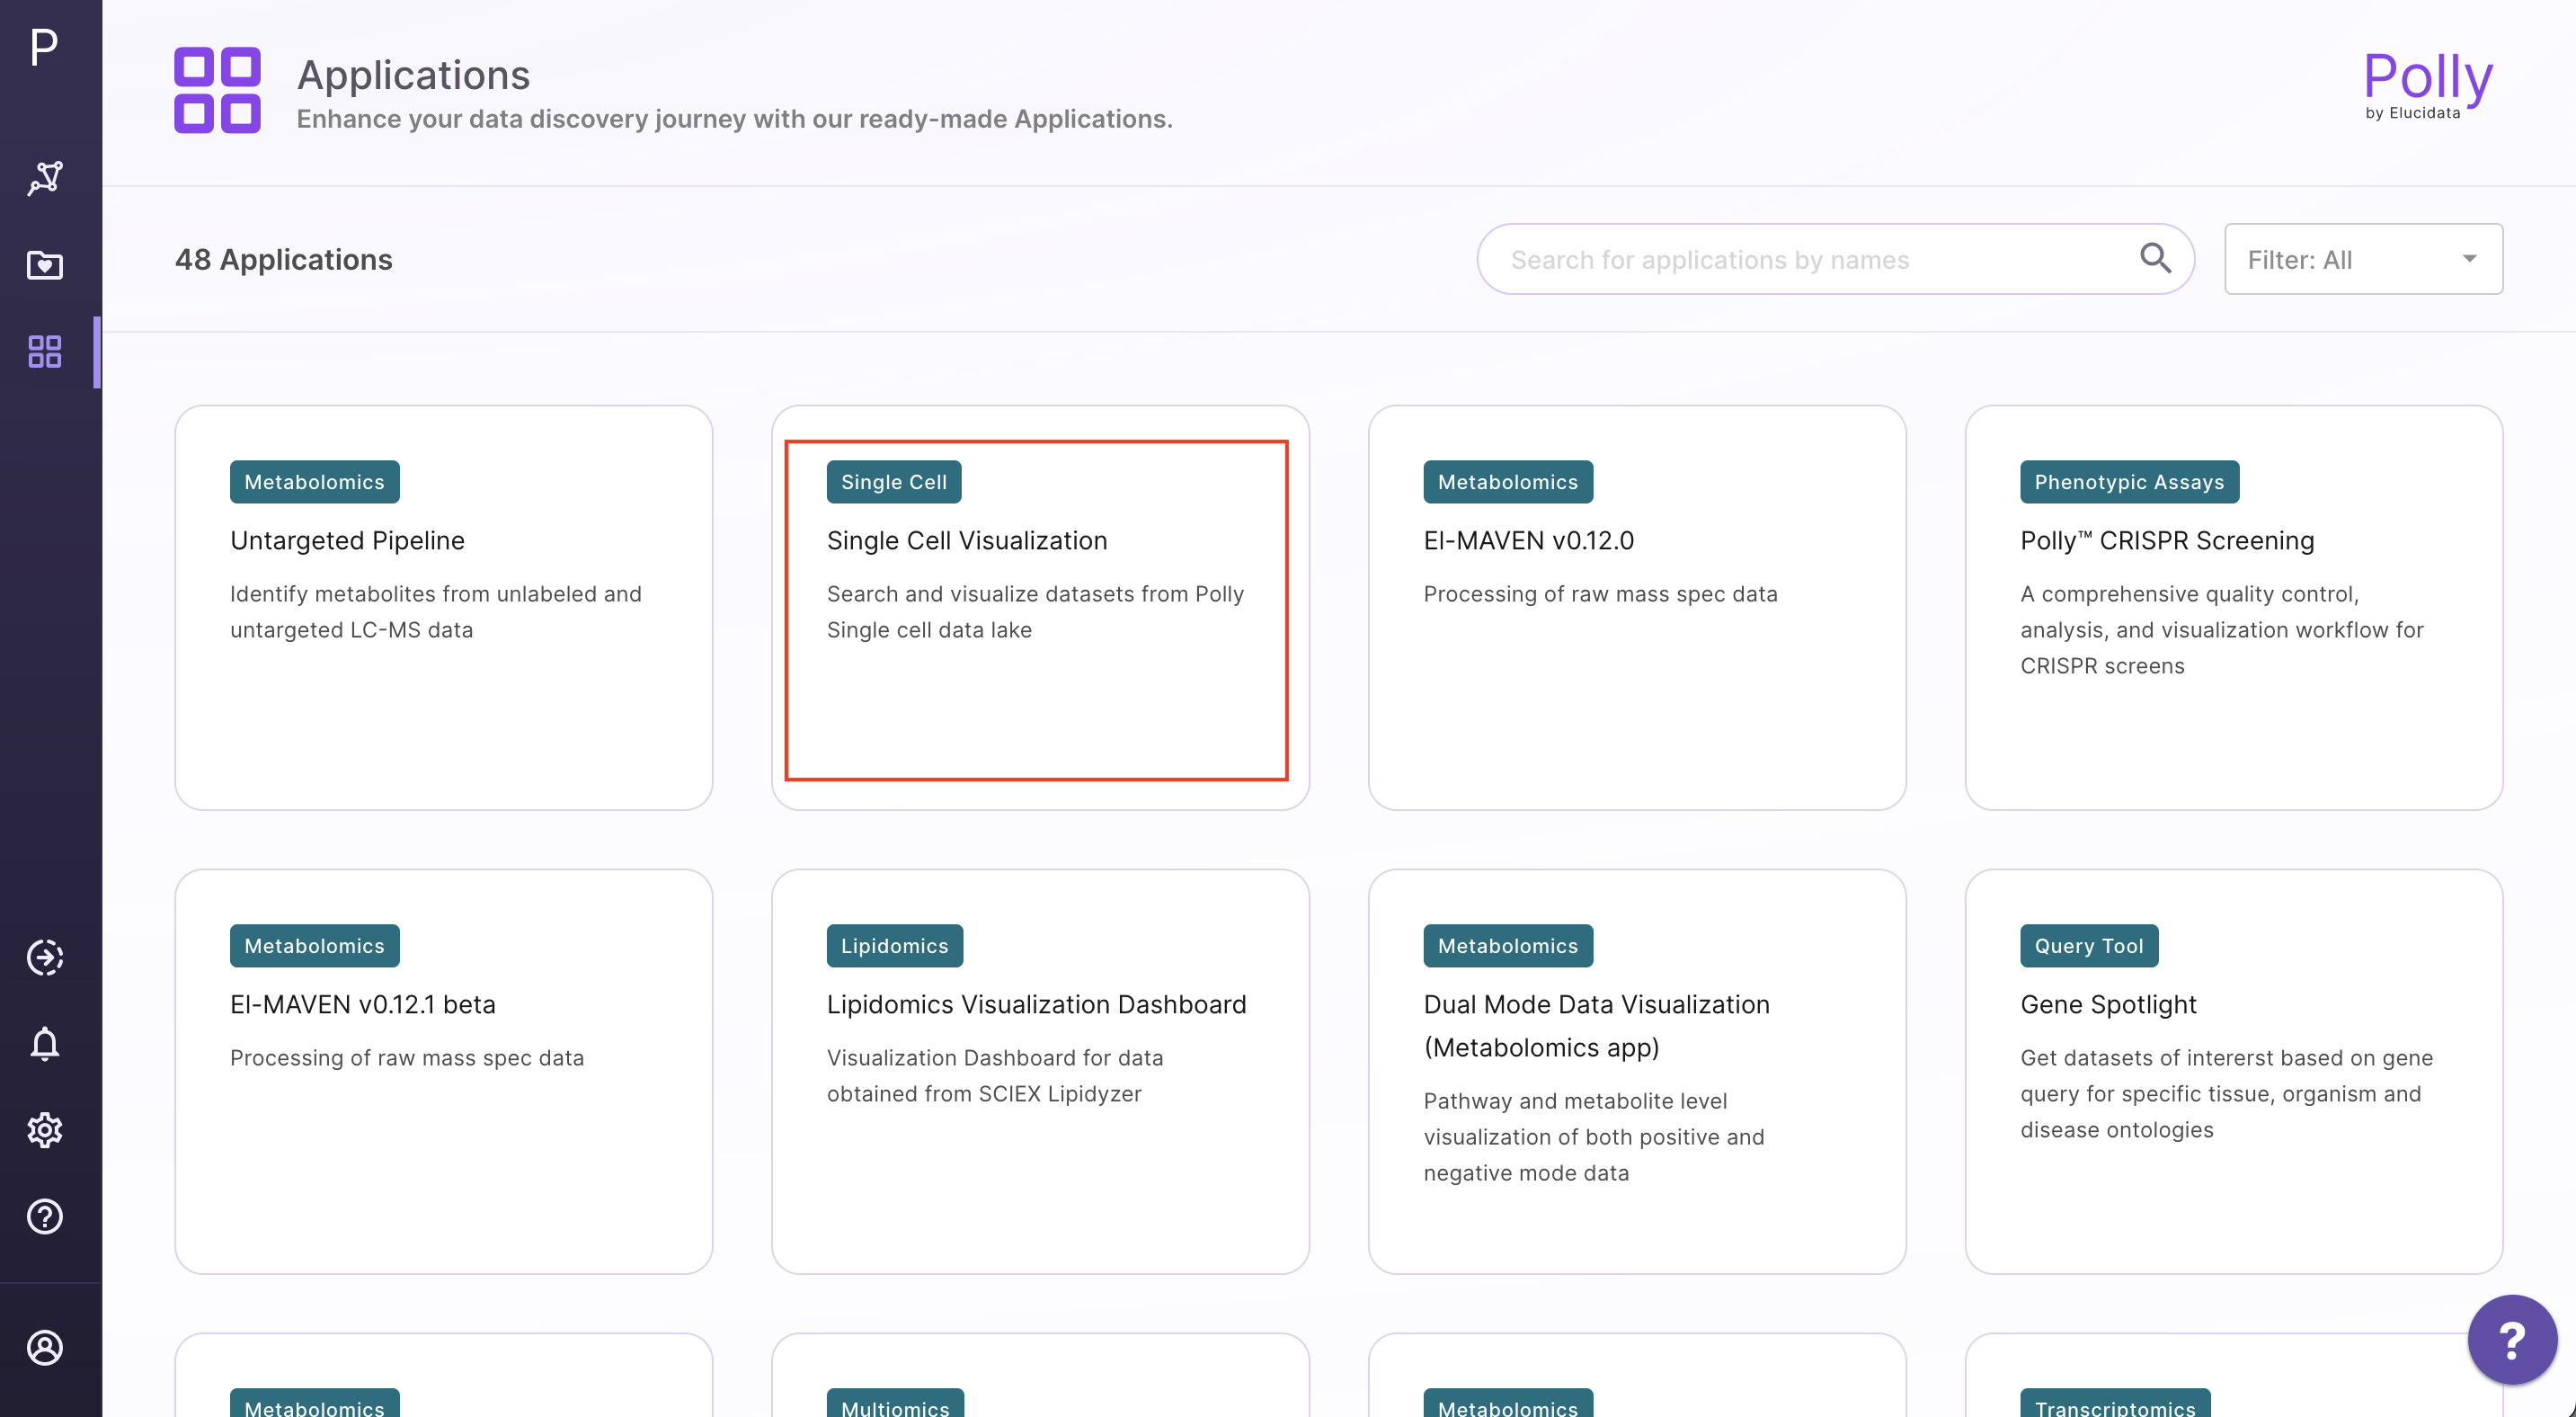 P
Applications
Enhance your data discovery journey with our ready-made Applications.
Polly
by Elucidata
48 Applications
Search for applications by names
Filter: All
Metabolomics
Untargeted Pipeline
Identify metabolites from unlabeled and
untargeted LC-MS data
Single Cell
Single Cell Visualization
Search and visualize datasets from Polly
Single cell data lake
Metabolomics
El-MAVEN v0.12.0
Processing of raw mass spec data
Phenotypic Assays
Polly™ CRISPR Screening
A comprehensive quality control,
analysis, and visualization workflow for
CRISPR screens
Metabolomics
El-MAVEN v0.12.1 beta
Processing of raw mass spec data
Lipidomics
Lipidomics Visualization Dashboard
Visualization Dashboard for data
obtained from SCIEX Lipidyzer
Metabolomics
Dual Mode Data Visualization
(Metabolomics app)
Pathway and metabolite level
visualization of both positive and
negative mode data
Query Tool
Gene Spotlight
Get datasets of intererst based on gene
query for specific tissue, organism and
disease ontologies
Metabolomics
Multiomics
Metabolomics
Transcriptomics
?